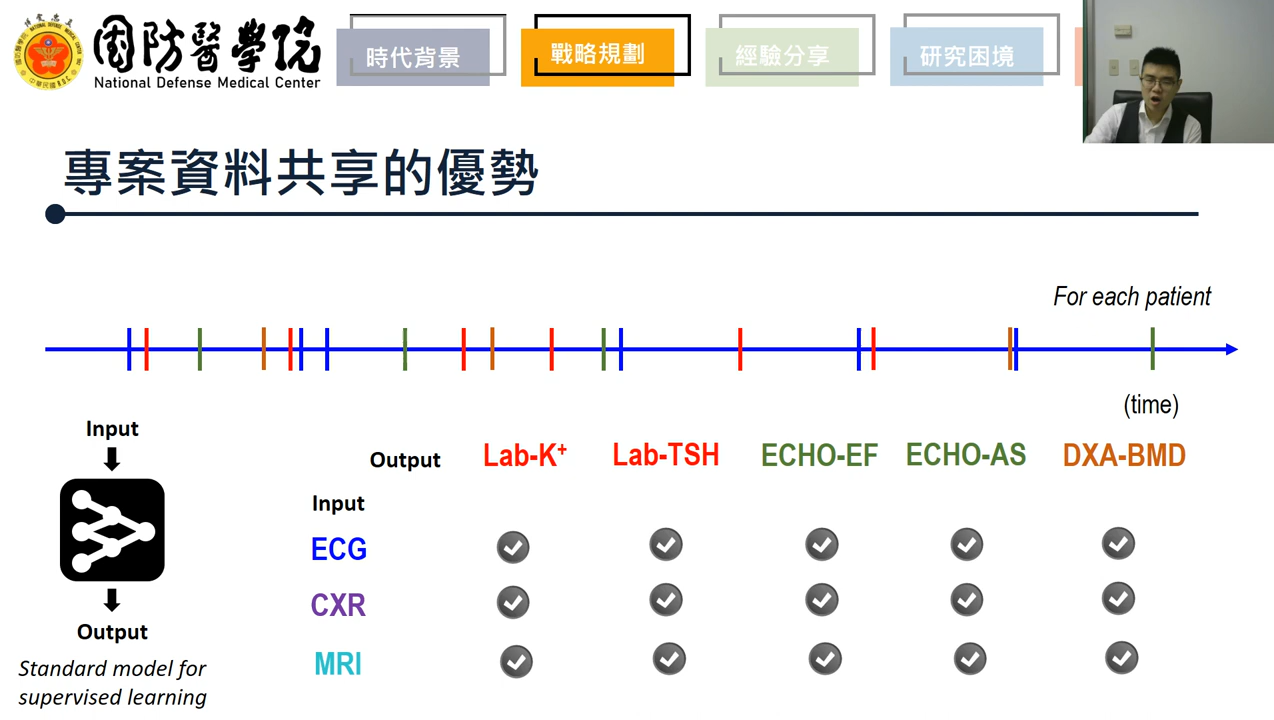 國防醫學院
National Defense Medical Center
時代背景
戰略規劃
經驗分享
研究困境
專案資料共享的優勢
For each patient
(time)
Input
Output
Standard model for
supervised learning
Output Lab-K+ Lab-TSH ECHO-EF ECHO-AS DXA-BMD
Input
ECG
CXR
MRI